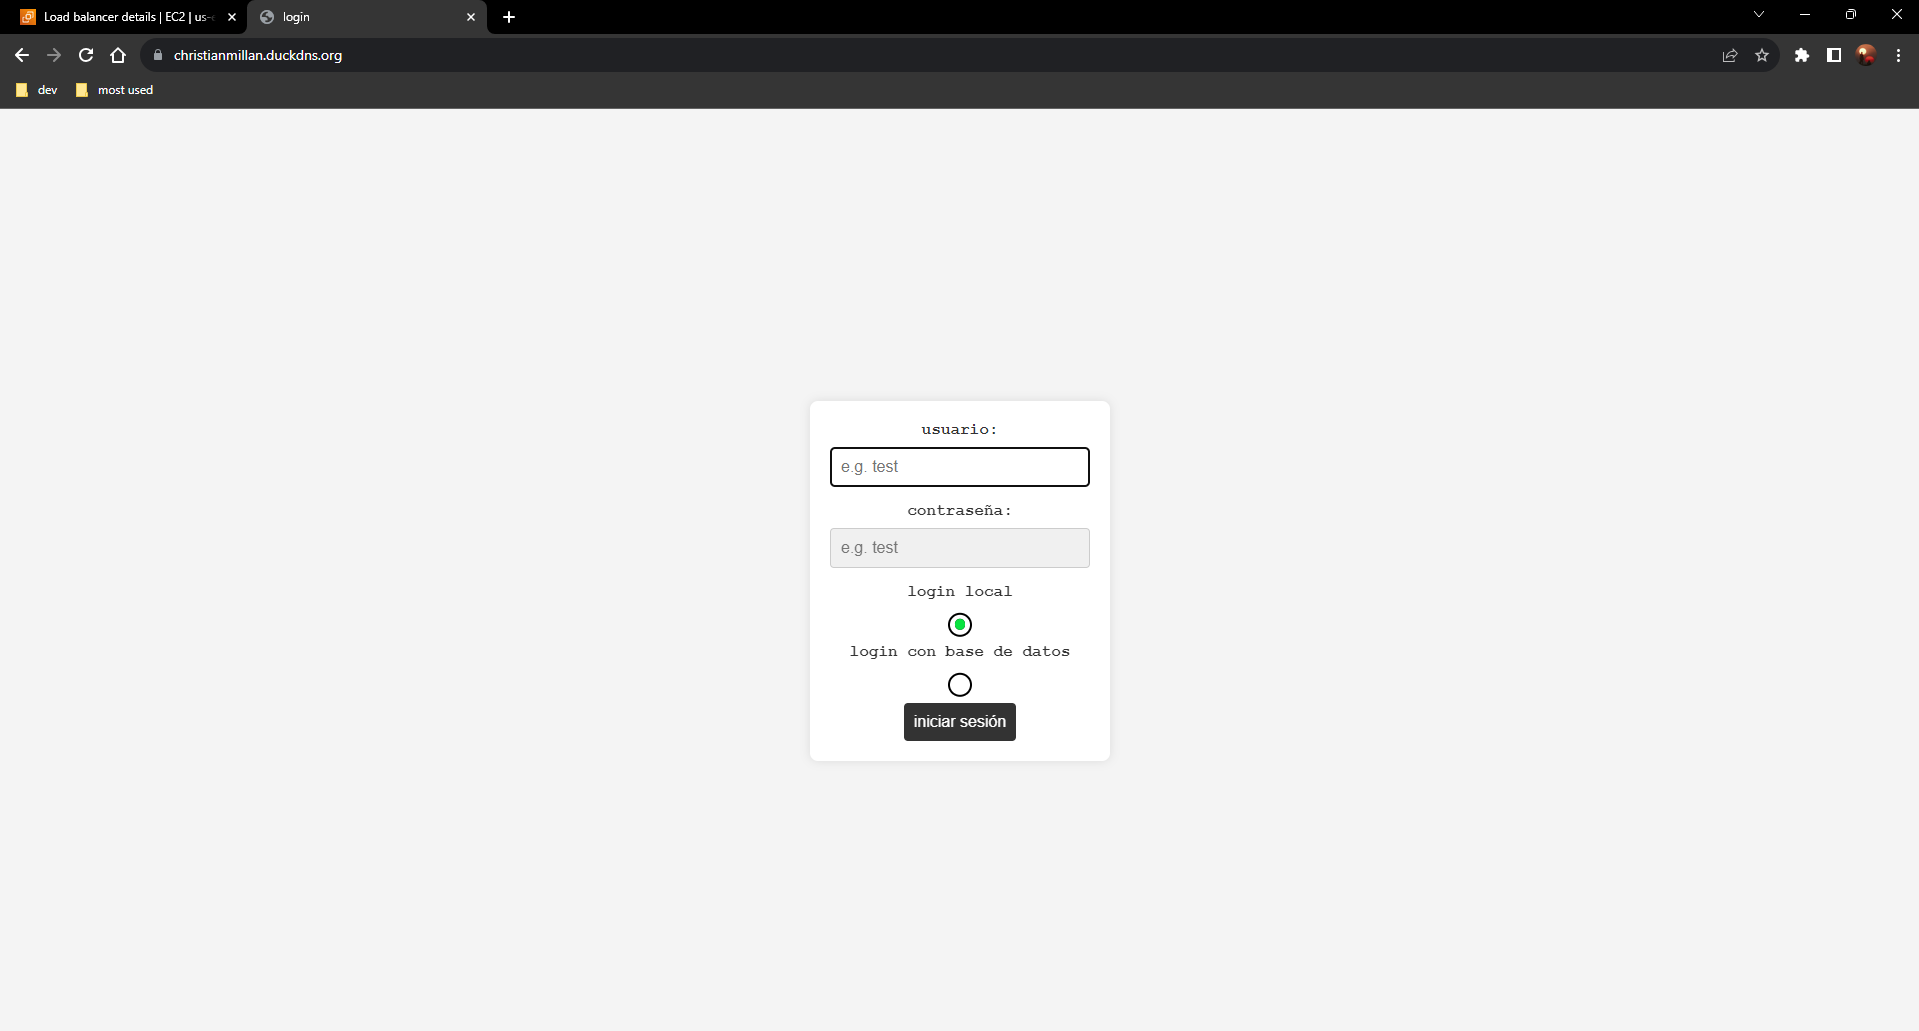 Load balancer details | EC2 | us-
login
christianmillan.duckdns.org
dev
most used
usuario:
e.g. test
contraseña:
e.g. test
login local
login con base de datos
iniciar sesión